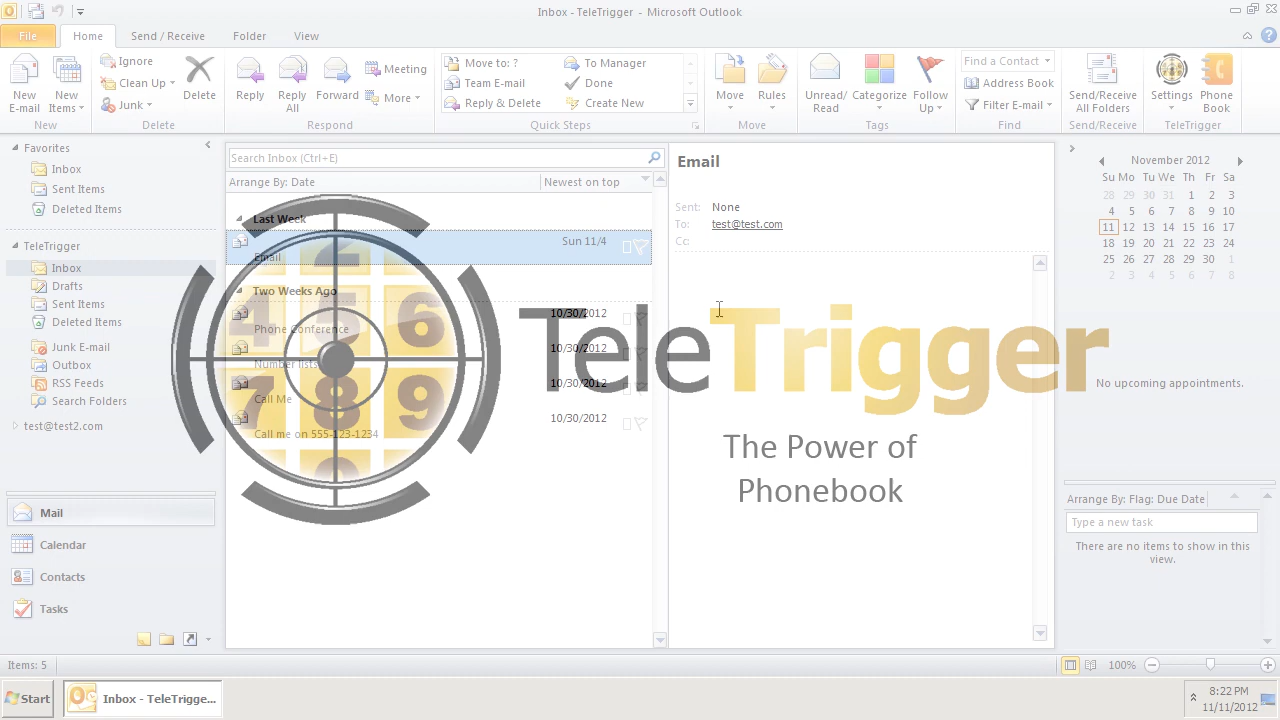 Inbox - TeleTrigger - Microsoft Outlook
File Home Send / Receive Folder View
New E-mail
New Items
Ignore
Clean Up
Junk
Delete
Reply
Reply All
Forward
Meeting
More
Move to: ?
Team E-mail
Reply & Delete
To Manager
Done
Create New
Move
Rules
Unread/ Read
Categorize
Follow Up
Find a Contact
Address Book
Filter E-mail
Send/Receive All Folders
Settings
Phone Book
New Delete Respond Quick Steps Move Tags Find Send/Receive TeleTrigger
Favorites
Inbox
Sent Items
Deleted Items
TeleTrigger
Inbox
Drafts
Sent Items
Deleted Items
Junk E-mail
Outbox
RSS Feeds
Search Folders
test@test2.com
Mail
Calendar
Contacts
Tasks
Search Inbox (Ctrl+E)
Arrange By: Date Newest on top
Last Week
Sun 11/4
Email
Two Weeks Ago
10/30/2012
Phone Conference
10/30/2012
Number lists
10/30/2012
Call Me
10/30/2012
Call me on 555-123-1234
2
4 5 6
7 8 9
0
Email
Sent: None
To: test@test.com
Cc:
TeleTrigger
The Power of
Phonebook
November 2012
Su Mo Tu We Th Fr Sa
28 29 30 31 1 2 3
4 5 6 7 8 9 10
11 12 13 14 15 16 17
18 19 20 21 22 23 24
25 26 27 28 29 30 1
2 3 4 5 6 7 8
No upcoming appointments.
Arrange By: Flag: Due Date
Type a new task
There are no items to show in this
view.
Items: 5
100%
Start
Inbox - TeleTrigge...
8:22 PM
11/11/2012